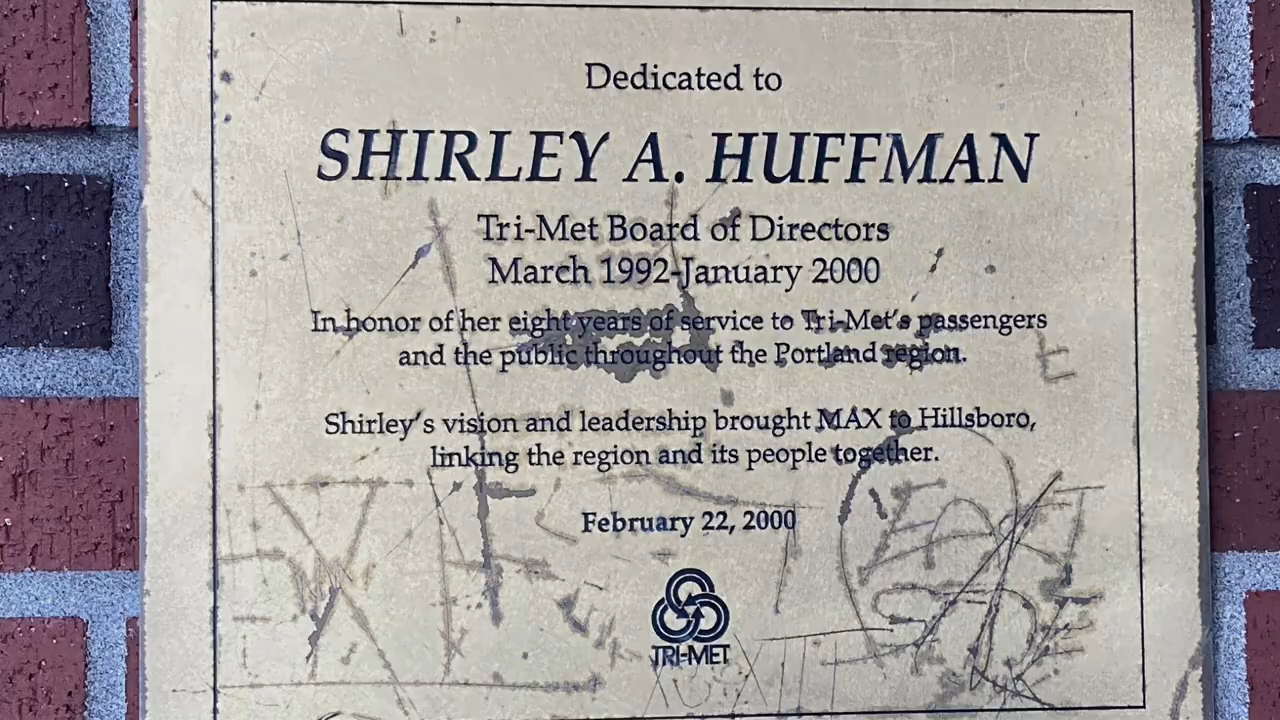 Dedicated to
SHIRLEY A. HUFFMAN
Tri-Met Board of Directors
March 1992-January 2000
In honor of her eight years of service to Tri-Met's passengers
and the public throughout the Portland region.
Shirley's vision and leadership brought MAX to Hillsboro,
linking the region and its people together.
February 22, 2000
TRI-MET